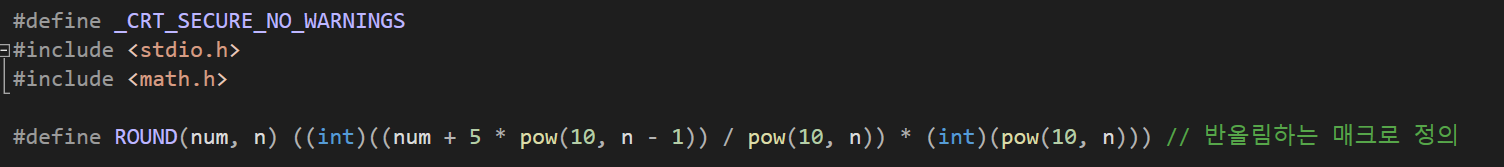 #define _CRT_SECURE_NO_WARNINGS
#include <stdio.h>
#include <math.h>
#define ROUND(num, n) ((int)((num + 5 * pow(10, n - 1)) / pow(10, n)) * (int)(pow(10, n))) // 반올림하는 매크로 정의